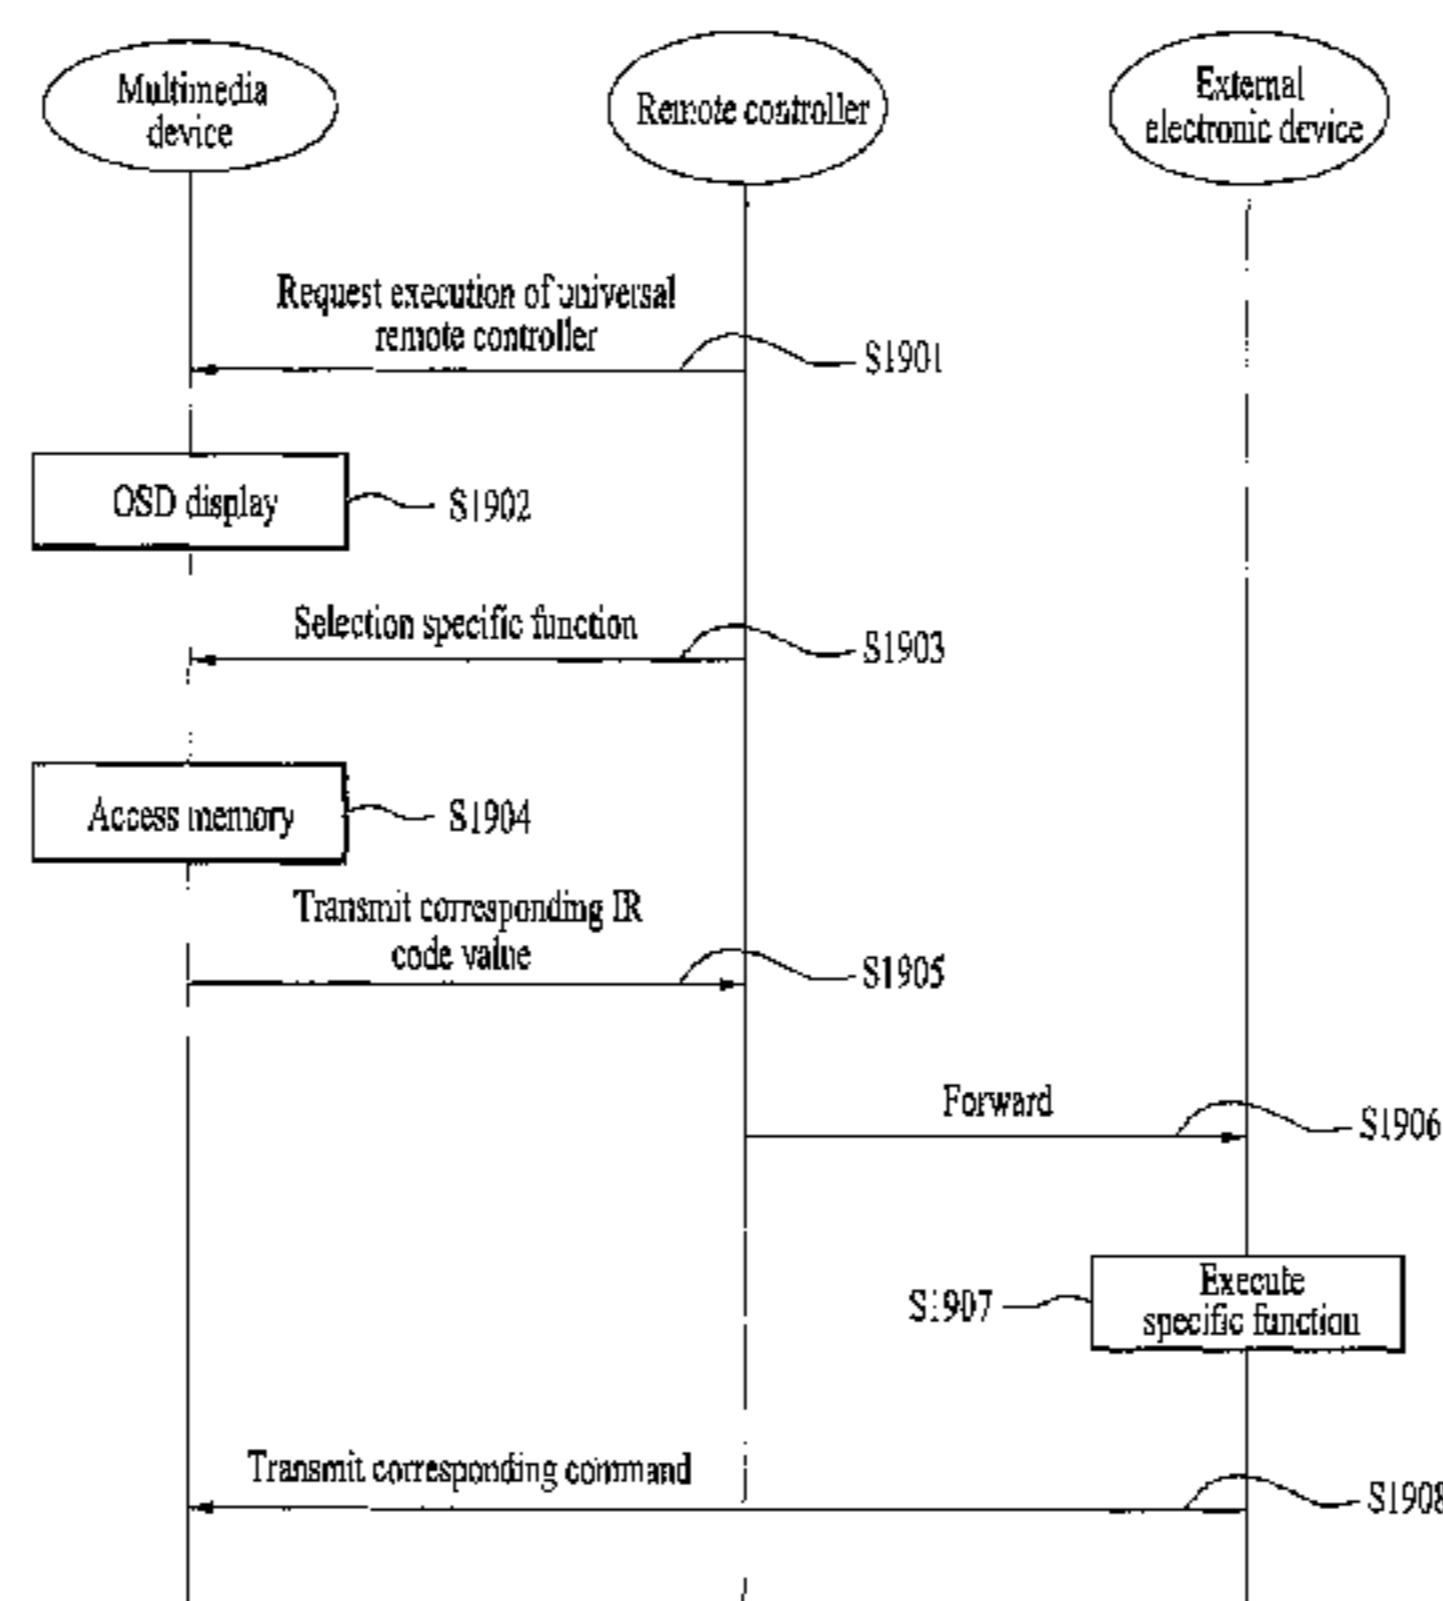 Multimedia
device
Remote controller
External
electronic device
Request execution of universal
remote controller
S1901
OSD display
S1902
Selection specific function
S1903
Access memory
S1904
Transmit corresponding IR
code value
S1905
Forward
S1906
Execute
specific function
S1907
Transmit corresponding command
S1908